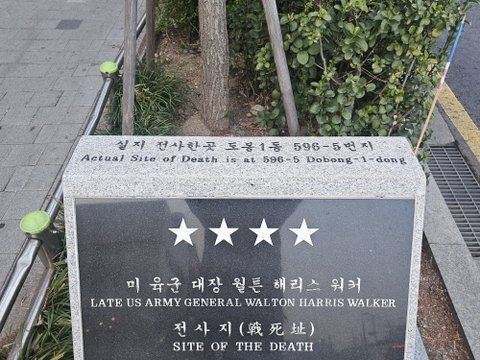 실지 전사한곳 도봉1동 596-5번지
Actual Site of Death is at 596-5 Dobong-1-dong
미 육군 대장 월튼 해리스 워커
LATE US ARMY GENERAL WALTON HARRIS WALKER
전사지(戰死址)
SITE OF THE DEATH